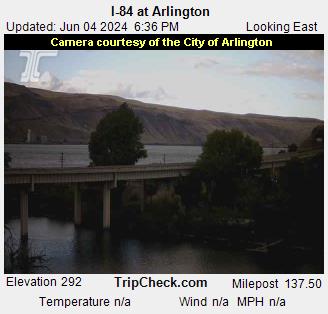 I-84 at Arlington
Updated: Jun 04 2024 6:36 PM Looking East
Camera courtesy of the City of Arlington
Elevation 292 TripCheck.com Milepost 137.50
Temperature n/a Wind n/a MPH n/a